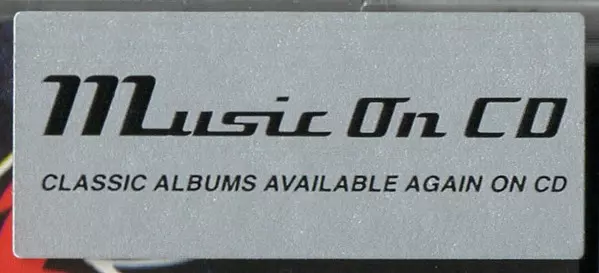 Music On CD
CLASSIC ALBUMS AVAILABLE AGAIN ON CD